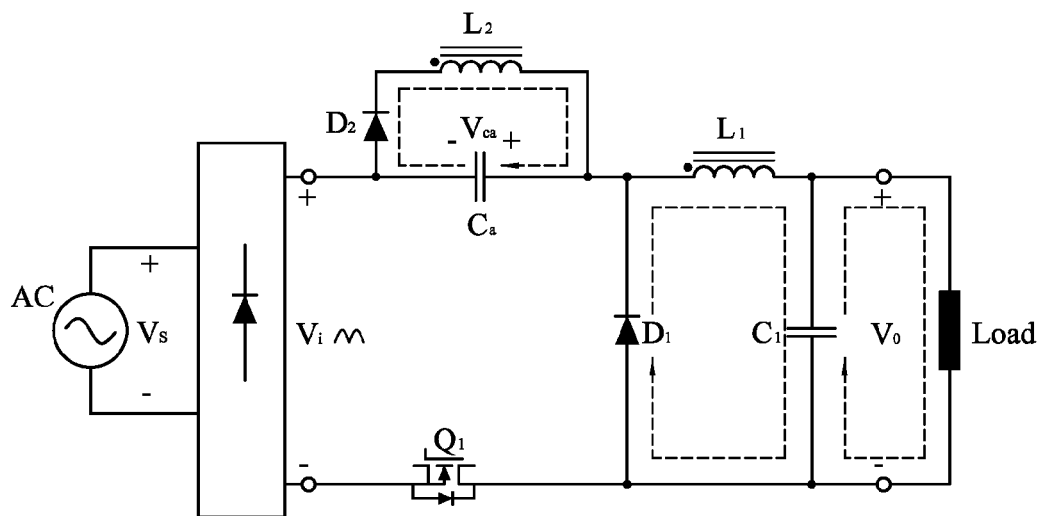 L2
D2
- Vca +
Ca
L1
+
+
AC
+
Vs
-
Vi
D1
C1
V0
Load
Q1
-
-